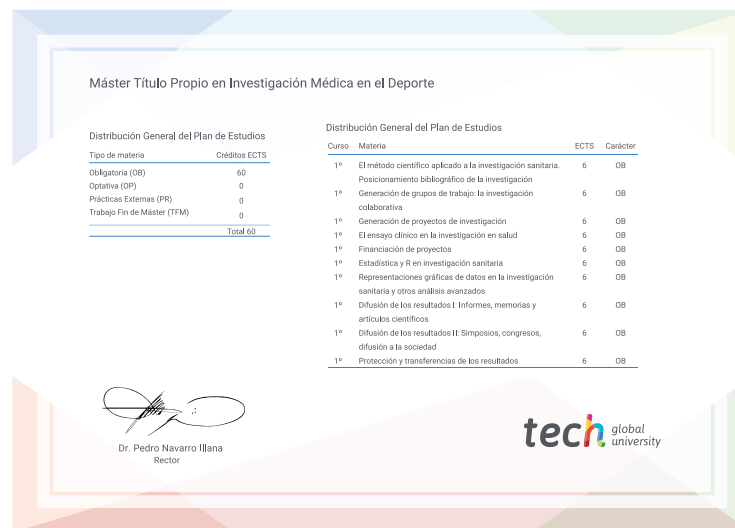 Máster Título Propio en Investigación Médica en el Deporte
Distribución General del Plan de Estudios
Tipo de materia Créditos ECTS
Obligatoria (OB) 60
Optativa (OP) 0
Prácticas Externas (PR) 0
Trabajo Fin de Máster (TFM) 0
Total 60
Distribución General del Plan de Estudios
Curso Materia ECTS Carácter
1º El método científico aplicado a la investigación sanitaria. 6 OB
Posicionamiento bibliográfico de la investigación
1º Generación de grupos de trabajo: la investigación 6 OB
colaborativa
1º Generación de proyectos de investigación 6 OB
1º El ensayo clínico en la investigación en salud 6 OB
1º Financiación de proyectos 6 OB
1º Estadística y R en investigación sanitaria 6 OB
1º Representaciones gráficas de datos en la investigación 6 OB
sanitaria y otros análisis avanzados
1º Difusión de los resultados I: Informes, memorias y 6 OB
artículos científicos
1º Difusión de los resultados II: Simposios, congresos, 6 OB
difusión a la sociedad
1º Protección y transferencias de los resultados 6 OB
Dr. Pedro Navarro Illana
Rector
tech global
university